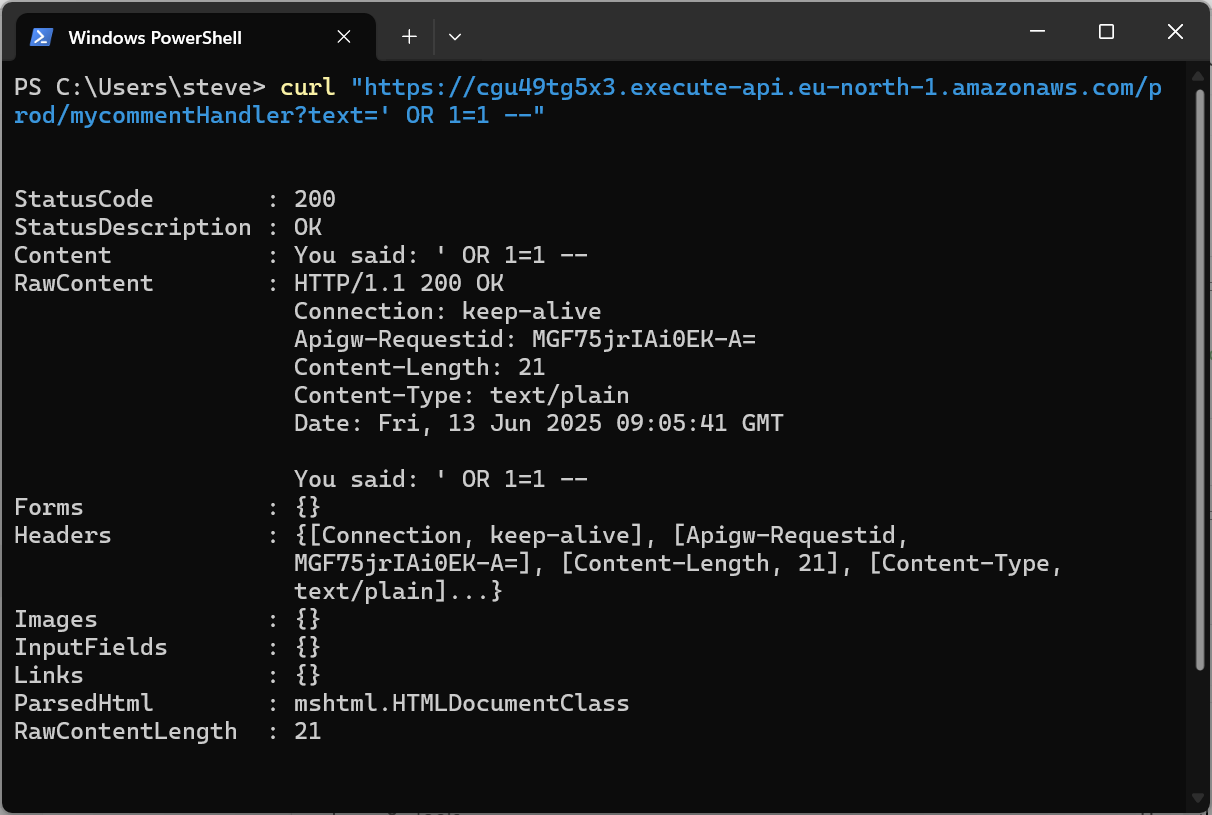 Windows PowerShell
PS C:\Users\steve> curl "https://cgu49tg5x3.execute-api.eu-north-1.amazonaws.com/p
rod/mycommentHandler?text=' OR 1=1 --"
StatusCode        : 200
StatusDescription : OK
Content           : You said: ' OR 1=1 --
RawContent        : HTTP/1.1 200 OK
                    Connection: keep-alive
                    Apigw-Requestid: MGF75jrIAi0EK-A=
                    Content-Length: 21
                    Content-Type: text/plain
                    Date: Fri, 13 Jun 2025 09:05:41 GMT

                    You said: ' OR 1=1 --
Forms             : {}
Headers           : {[Connection, keep-alive], [Apigw-Requestid,
                    MGF75jrIAi0EK-A=], [Content-Length, 21], [Content-Type,
                    text/plain]...}
Images            : {}
InputFields       : {}
Links             : {}
ParsedHtml        : mshtml.HTMLDocumentClass
RawContentLength  : 21